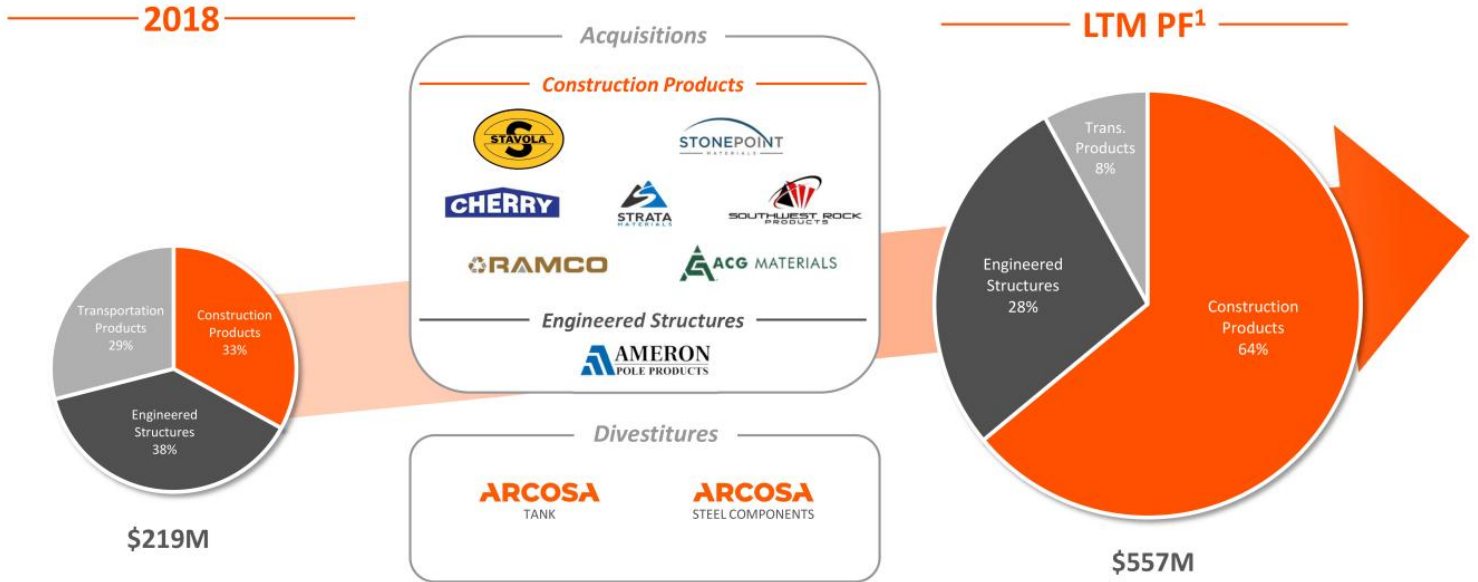 2018
Transportation
Products
29%
Construction
Products
33%
Engineered
Structures
38%
$219M
Acquisitions
Construction Products
S
STAVOLA
STONEPOINT
MATERIALS
CHERRY
STRATA
MATERIALS
SOUTHWEST ROCK
PRODUCTS
RAMCO
ACG MATERIALS
Engineered Structures
AMERON
POLE PRODUCTS
Divestitures
ARCOSA
TANK
ARCOSA
STEEL COMPONENTS
LTM PF¹
Trans.
Products
8%
Engineered
Structures
28%
Construction
Products
64%
$557M